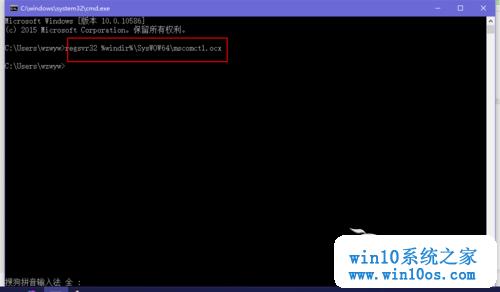 C:\windows\system32\cmd.exe
Microsoft Windows [版本 10.0.10586]
(c) 2015 Microsoft Corporation. 保留所有权利。
C:\Users\wzwyw>regsvr32 %windir%\SysWOW64\mscomctl.ocx
C:\Users\wzwyw>
搜狗拼音输入法 全 :
win10系统之家
www.win10os.com